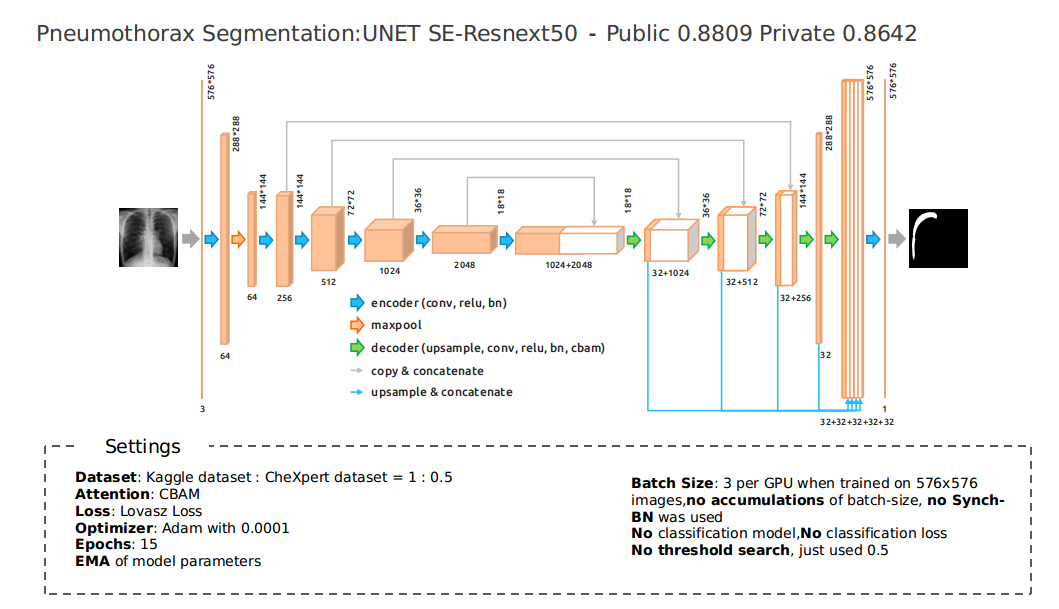 Pneumothorax Segmentation:UNET SE-Resnext50 - Public 0.8809 Private 0.8642
576*576
288*288
144*144
144*144
72*72
36*36
18*18
18*18
36*36
72*72
144*144
288*288
576*576
576*576
3
64
64
256
512
1024
2048
1024+2048
32+1024
32+512
32+256
32
32+32+32+32+32
1
encoder (conv, relu, bn)
maxpool
decoder (upsample, conv, relu, bn, cbam)
copy & concatenate
upsample & concatenate
Settings
Dataset: Kaggle dataset : CheXpert dataset = 1 : 0.5
Attention: CBAM
Loss: Lovasz Loss
Optimizer: Adam with 0.0001
Epochs: 15
EMA of model parameters
Batch Size: 3 per GPU when trained on 576x576
images,no accumulations of batch-size, no Synch-
BN was used
No classification model,No classification loss
No threshold search, just used 0.5